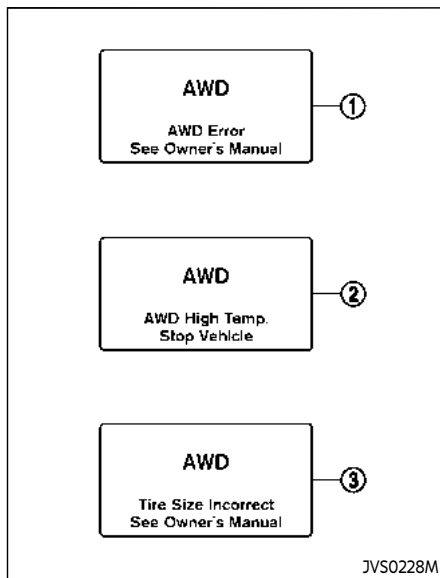 AWD
AWD Error
See Owner's Manual
①
AWD
AWD High Temp.
Stop Vehicle
②
AWD
Tire Size Incorrect
See Owner's Manual
③
JVS0228M